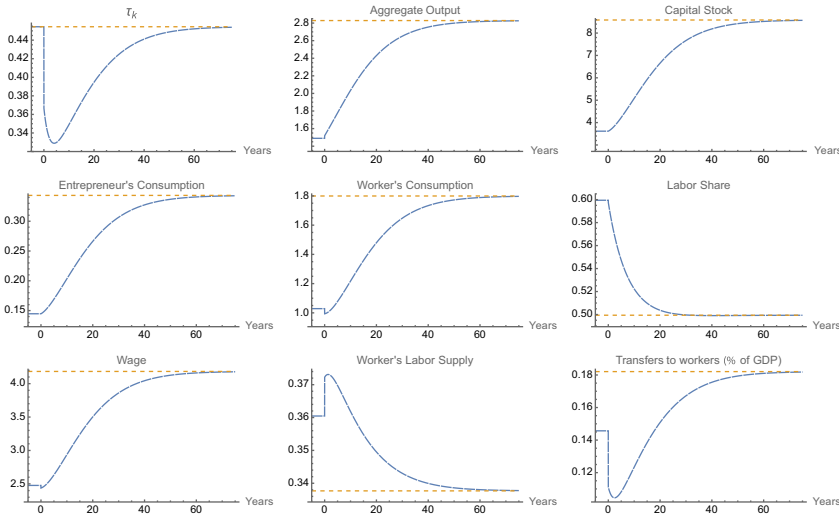 τk
0.44
0.42
0.40
0.38
0.36
0.34
0 20 40 60 Years
Aggregate Output
2.8
2.6
2.4
2.2
2.0
1.8
1.6
0 20 40 60 Years
Capital Stock
8
7
6
5
4
0 20 40 60 Years
Entrepreneur's Consumption
0.30
0.25
0.20
0.15
0 20 40 60 Years
Worker's Consumption
1.8
1.6
1.4
1.2
1.0
0 20 40 60 Years
Labor Share
0.60
0.58
0.56
0.54
0.52
0.50
0 20 40 60 Years
Wage
4.0
3.5
3.0
2.5
0 20 40 60 Years
Worker's Labor Supply
0.37
0.36
0.35
0.34
0 20 40 60 Years
Transfers to workers (% of GDP)
0.18
0.16
0.14
0.12
0 20 40 60 Years